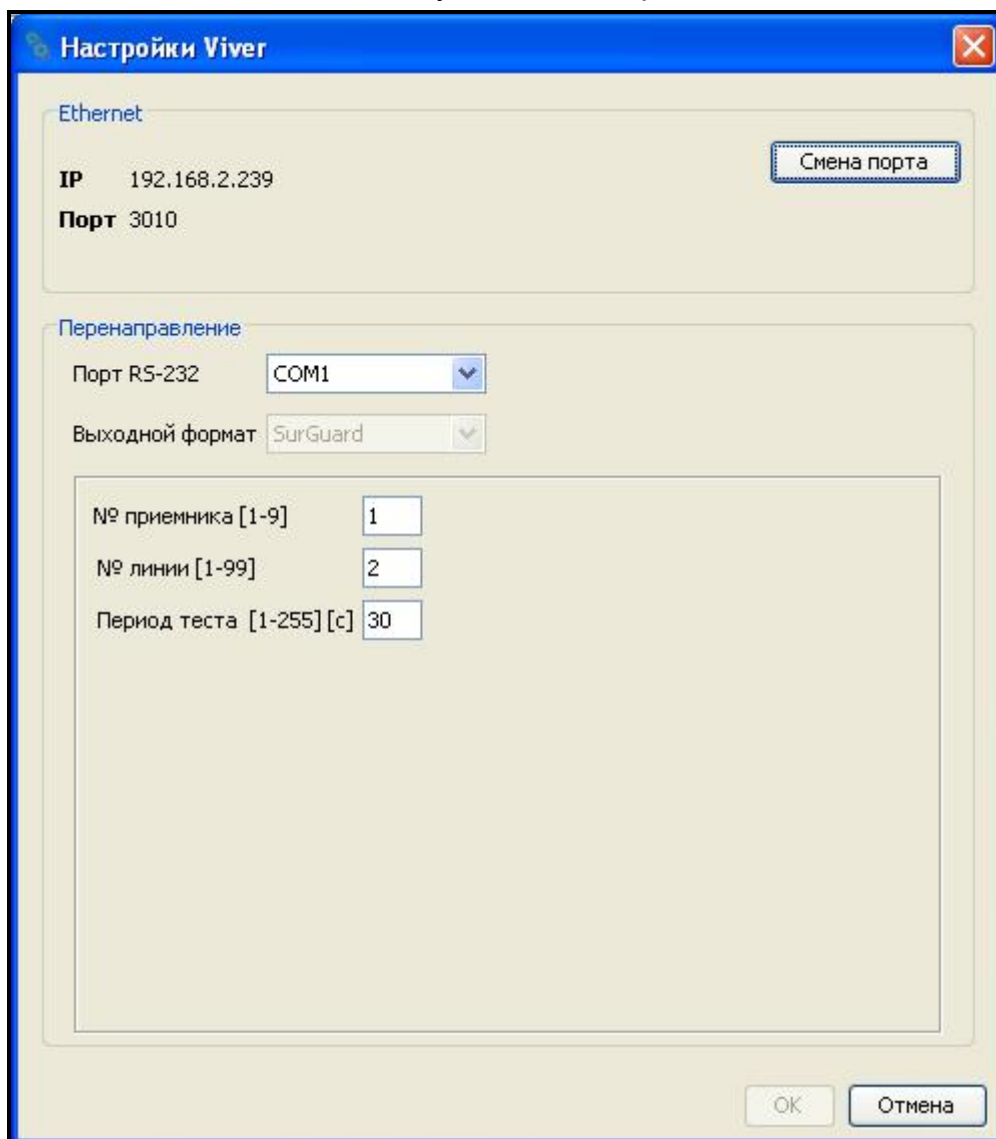 Настройки Viver
Ethernet
Смена порта
IP 192.168.2.239
Порт 3010
Перенаправление
Порт RS-232 COM1
Выходной формат SurGuard
№ приемника [1-9] 1
№ линии [1-99] 2
Период теста [1-255][с] 30
OK Отмена